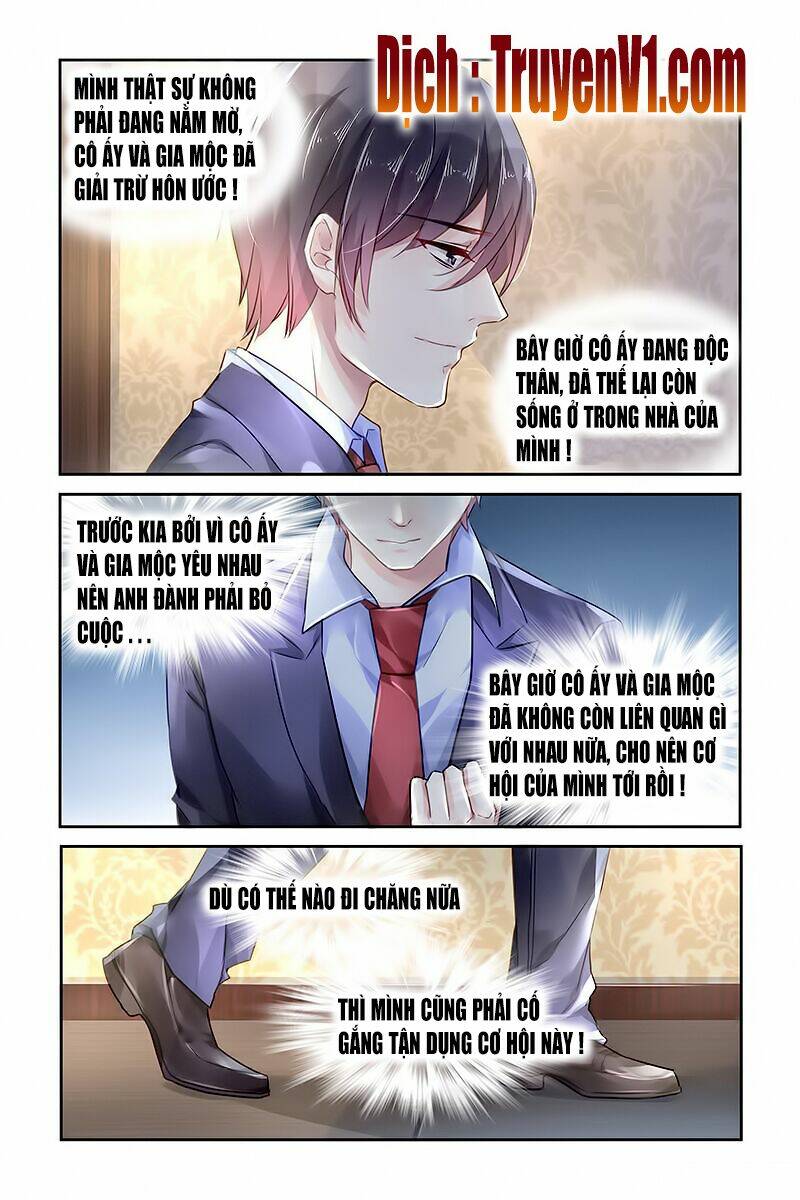 Dịch : TruyenV1.com
MÌNH THẬT SỰ KHÔNG
PHẢI ĐANG NẰM MỜ,
CÔ ẤY VÀ GIA MỘC ĐÃ
GIẢI TRỪ HÔN ƯỚC !
BÂY GIỜ CÔ ẤY ĐANG ĐỘC
THÂN, ĐÃ THẾ LẠI CÒN
SỐNG Ở TRONG NHÀ CỦA
MÌNH !
TRƯỚC KIA BỞI VÌ CÔ ẤY
VÀ GIA MỘC YÊU NHAU
NÊN ANH ĐÀNH PHẢI BỎ
CUỘC . . .
BÂY GIỜ CÔ ẤY VÀ GIA MỘC
ĐÃ KHÔNG CÒN LIÊN QUAN GÌ
VỚI NHAU NỮA, CHO NÊN CƠ
HỘI CỦA MÌNH TỚI RỒI !
DÙ CÓ THẾ NÀO ĐI CHĂNG NỮA
THÌ MÌNH CŨNG PHẢI CỐ
GẮNG TẬN DỤNG CƠ HỘI NÀY !